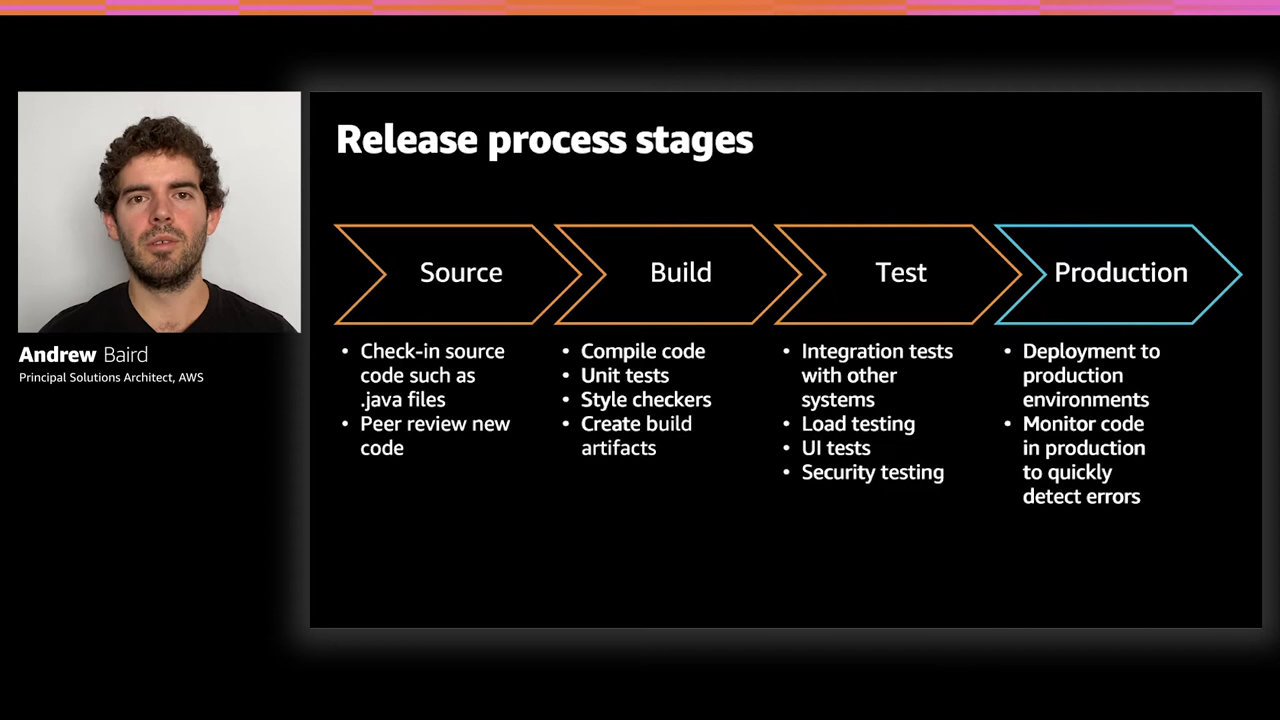 Release process stages
Andrew Baird
Principal Solutions Architect, AWS
Source
• Check-in source
code such as
.java files
• Peer review new
code
Build
• Compile code
• Unit tests
• Style checkers
• Create build
artifacts
Test
• Integration tests
with other
systems
• Load testing
• UI tests
• Security testing
Production
• Deployment to
production
environments
• Monitor code
in production
to quickly
detect errors